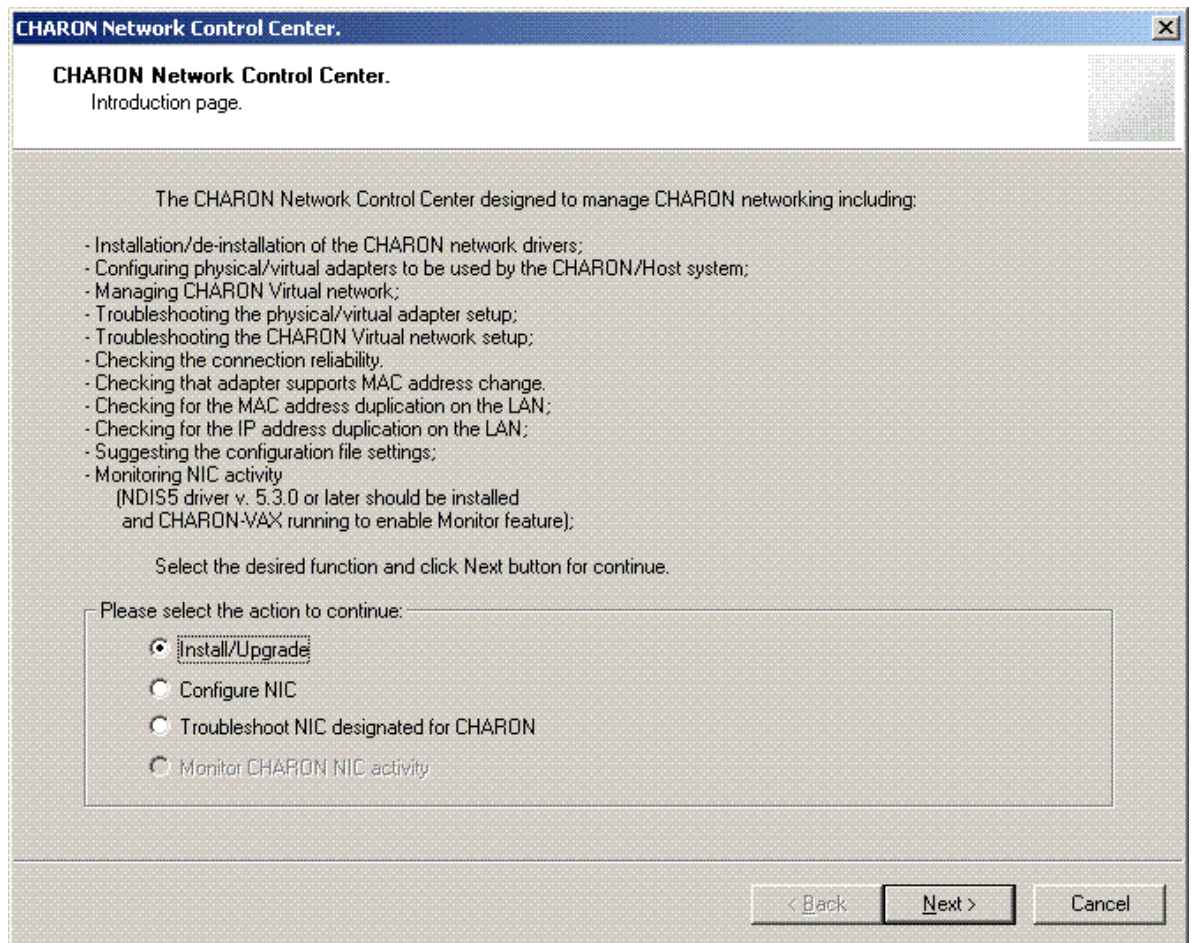 CHARON Network Control Center.
CHARON Network Control Center.
Introduction page.
The CHARON Network Control Center designed to manage CHARON networking including:
- Installation/de-installation of the CHARON network drivers;
- Configuring physical/virtual adapters to be used by the CHARON/Host system;
- Managing CHARON Virtual network;
- Troubleshooting the physical/virtual adapter setup;
- Troubleshooting the CHARON Virtual network setup;
- Checking the connection reliability.
- Checking that adapter supports MAC address change.
- Checking for the MAC address duplication on the LAN;
- Checking for the IP address duplication on the LAN;
- Suggesting the configuration file settings;
- Monitoring NIC activity
(NDIS5 driver v. 5.3.0 or later should be installed
and CHARON-VAX running to enable Monitor feature);
Select the desired function and click Next button for continue.
Please select the action to continue:
Install/Upgrade
Configure NIC
Troubleshoot NIC designated for CHARON
Monitor CHARON NIC activity
< Back Next > Cancel